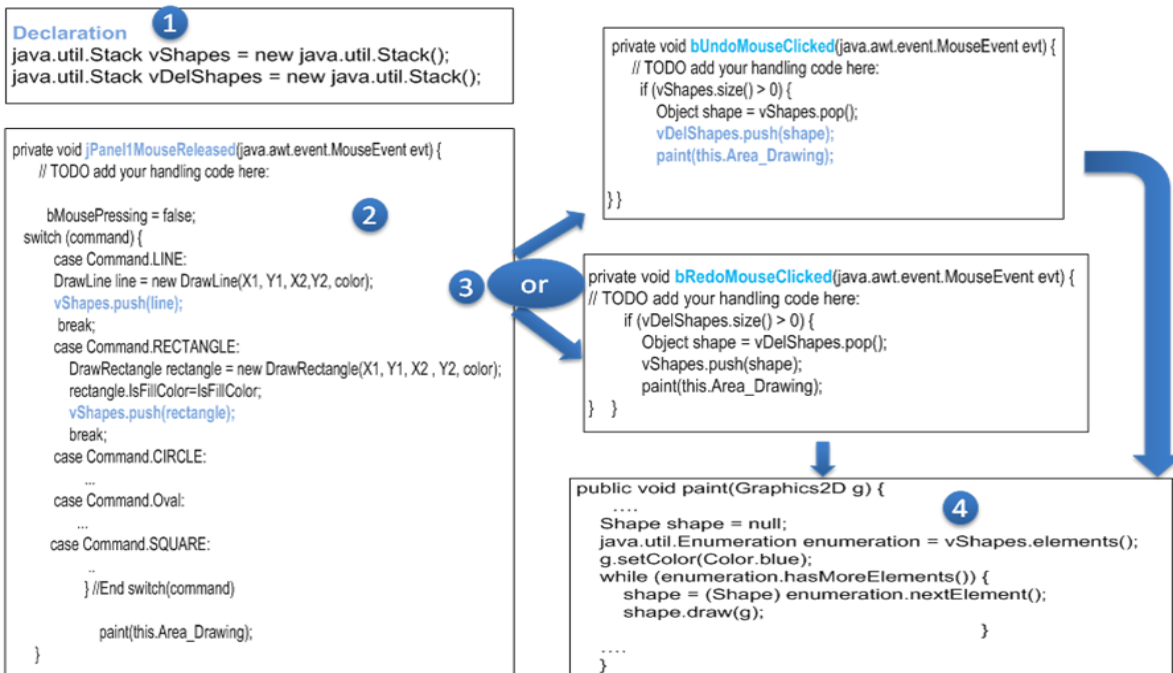 1
Declaration
java.util.Stack vShapes = new java.util.Stack();
java.util.Stack vDelShapes = new java.util.Stack();
private void jPanel1MouseReleased(java.awt.event.MouseEvent evt) {
// TODO add your handling code here:
2
bMousePressing = false;
switch (command) {
case Command.LINE:
DrawLine line = new DrawLine(X1, Y1, X2,Y2, color);
vShapes.push(line);
break;
case Command.RECTANGLE:
DrawRectangle rectangle = new DrawRectangle(X1, Y1, X2 , Y2, color);
rectangle.IsFillColor=IsFillColor;
vShapes.push(rectangle);
break;
case Command.CIRCLE:
...
case Command.Oval:
...
case Command.SQUARE:
..
} //End switch(command)
paint(this.Area_Drawing);
}
3
or
private void bUndoMouseClicked(java.awt.event.MouseEvent evt) {
// TODO add your handling code here:
if (vShapes.size() > 0) {
Object shape = vShapes.pop();
vDelShapes.push(shape);
paint(this.Area_Drawing);
} }
private void bRedoMouseClicked(java.awt.event.MouseEvent evt) {
// TODO add your handling code here:
if (vDelShapes.size() > 0) {
Object shape = vDelShapes.pop();
vShapes.push(shape);
paint(this.Area_Drawing);
} }
public void paint(Graphics2D g) {
....
4
Shape shape = null;
java.util.Enumeration enumeration = vShapes.elements();
g.setColor(Color.blue);
while (enumeration.hasMoreElements()) {
shape = (Shape) enumeration.nextElement();
shape.draw(g);
}
....
}